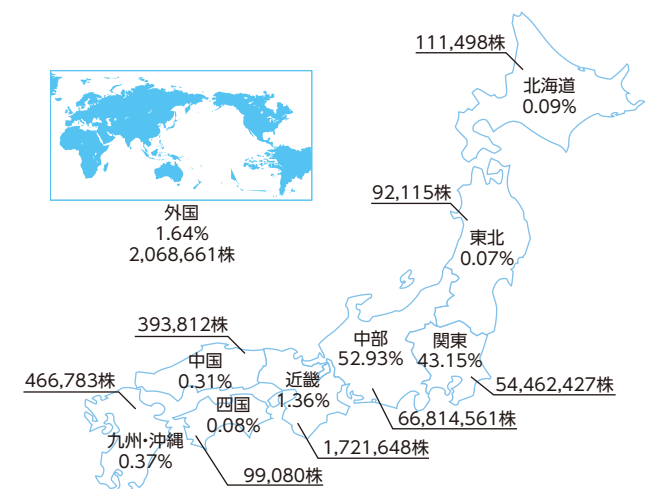 111,498株
北海道
0.09%
92,115株
東北
0.07%
外国
1.64%
2,068,661株
393,812株
中国
0.31%
466,783株
九州・沖縄
0.37%
四国
0.08%
99,080株
近畿
1.36%
1,721,648株
中部
52.93%
66,814,561株
関東
43.15%
54,462,427株